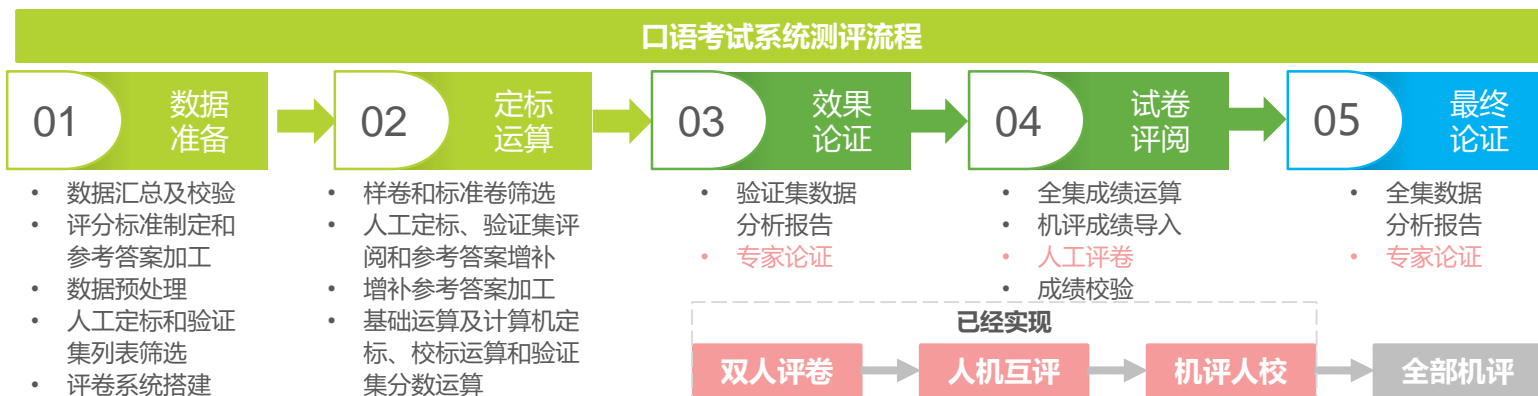 口语考试系统测评流程
01
数据
准备
• 数据汇总及校验
• 评分标准制定和
参考答案加工
• 数据预处理
• 人工定标和验证
集列表筛选
• 评卷系统搭建
02
定标
运算
• 样卷和标准卷筛选
• 人工定标、验证集评
阅和参考答案增补
• 增补参考答案加工
• 基础运算及计算机定
标、校标运算和验证
集分数运算
03
效果
论证
• 验证集数据
分析报告
• 专家论证
04
试卷
评阅
• 全集成绩运算
• 机评成绩导入
• 人工评卷
• 成绩校验
05
最终
论证
• 全集数据
分析报告
• 专家论证
已经实现
双人评卷
人机互评
机评人校
全部机评